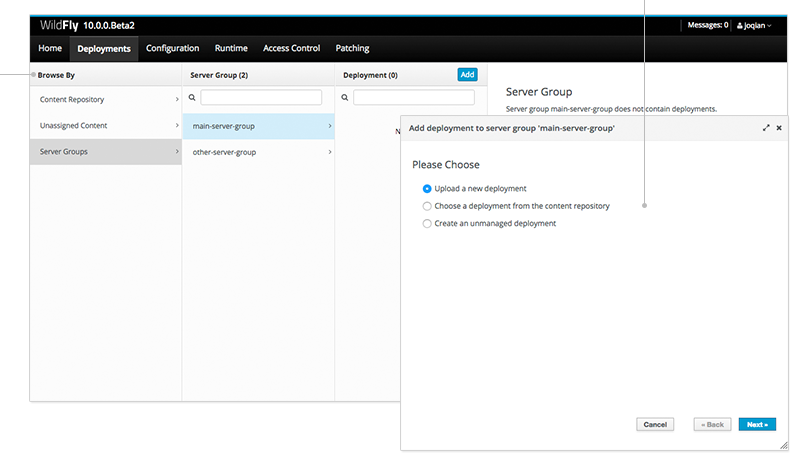 WildFly 10.0.0.Beta2
Messages: 0
joqian
Home
Deployments
Configuration
Runtime
Access Control
Patching
Browse By
Content Repository
Unassigned Content
Server Groups
Server Group (2)
main-server-group
other-server-group
Deployment (0)
Add
N
Server Group
Server group main-server-group does not contain deployments.
Add deployment to server group 'main-server-group'
Please Choose
Upload a new deployment
Choose a deployment from the content repository
Create an unmanaged deployment
Cancel
« Back
Next »